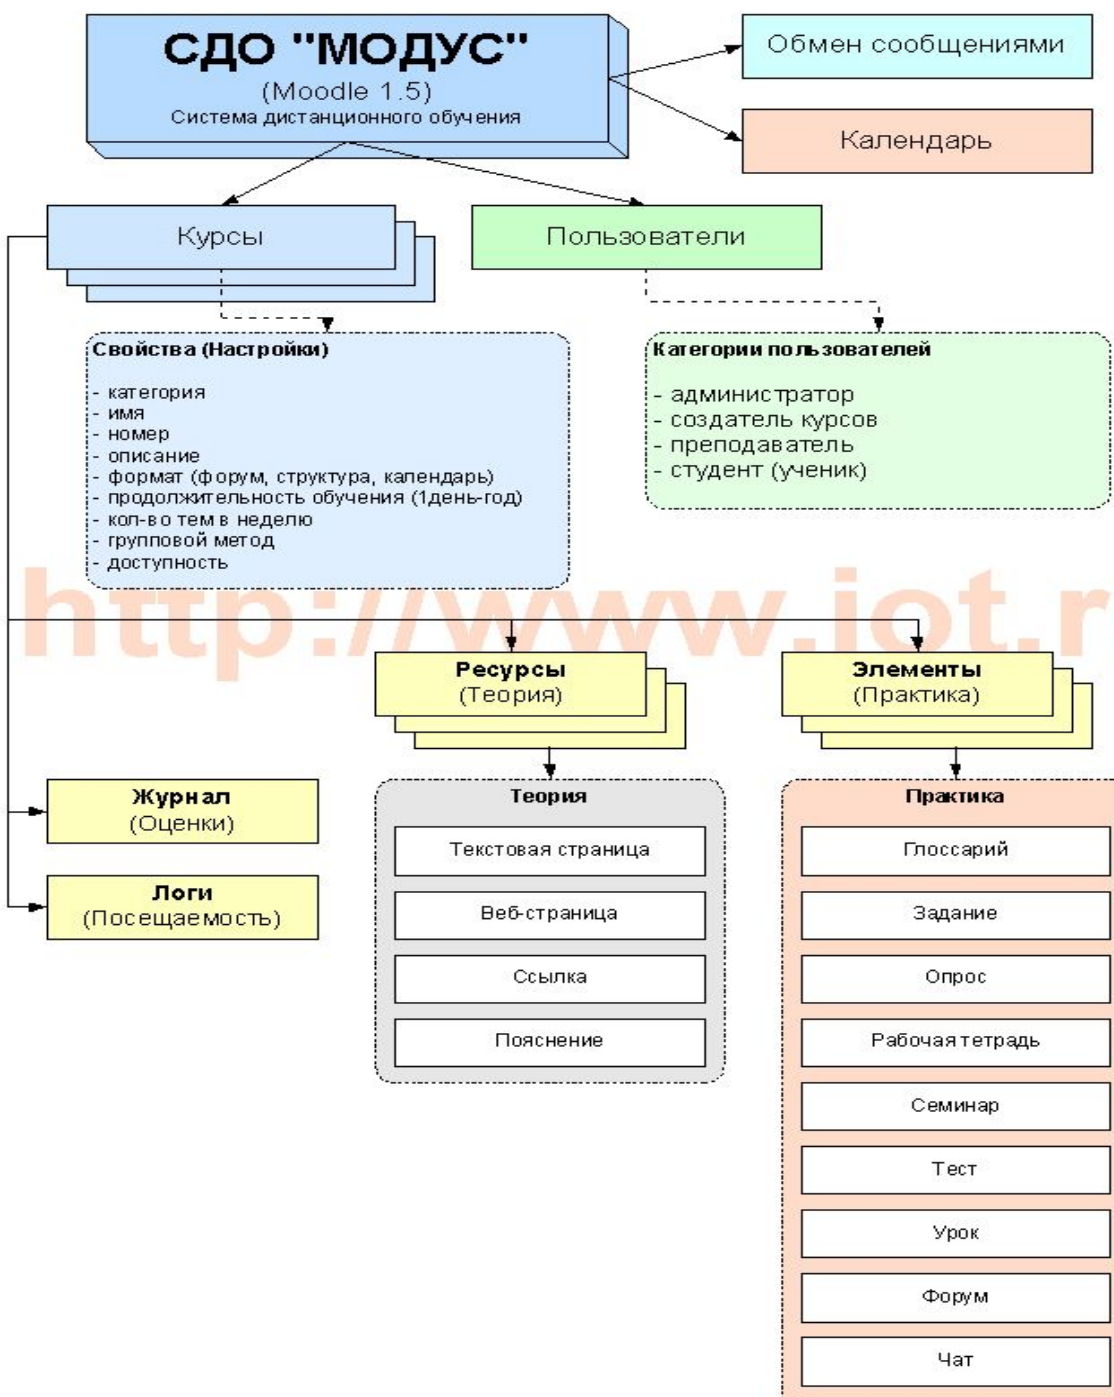 СДО "МОДУС"
(Moodle 1.5)
Система дистанционного обучения
Обмен сообщениями
Календарь
Курсы
Пользователи
Свойства (Настройки)
- категория
- имя
- номер
- описание
- формат (форум, структура, календарь)
- продолжительность обучения (1день-год)
- кол-во тем в неделю
- групповой метод
- доступность
Категории пользователей
- администратор
- создатель курсов
- преподаватель
- студент (ученик)
http://www.iot.r
Ресурсы
(Теория)
Элементы
(Практика)
Журнал
(Оценки)
Логи
(Посещаемость)
Теория
Текстовая страница
Веб-страница
Ссылка
Пояснение
Практика
Глоссарий
Задание
Опрос
Рабочая тетрадь
Семинар
Тест
Урок
Форум
Чат